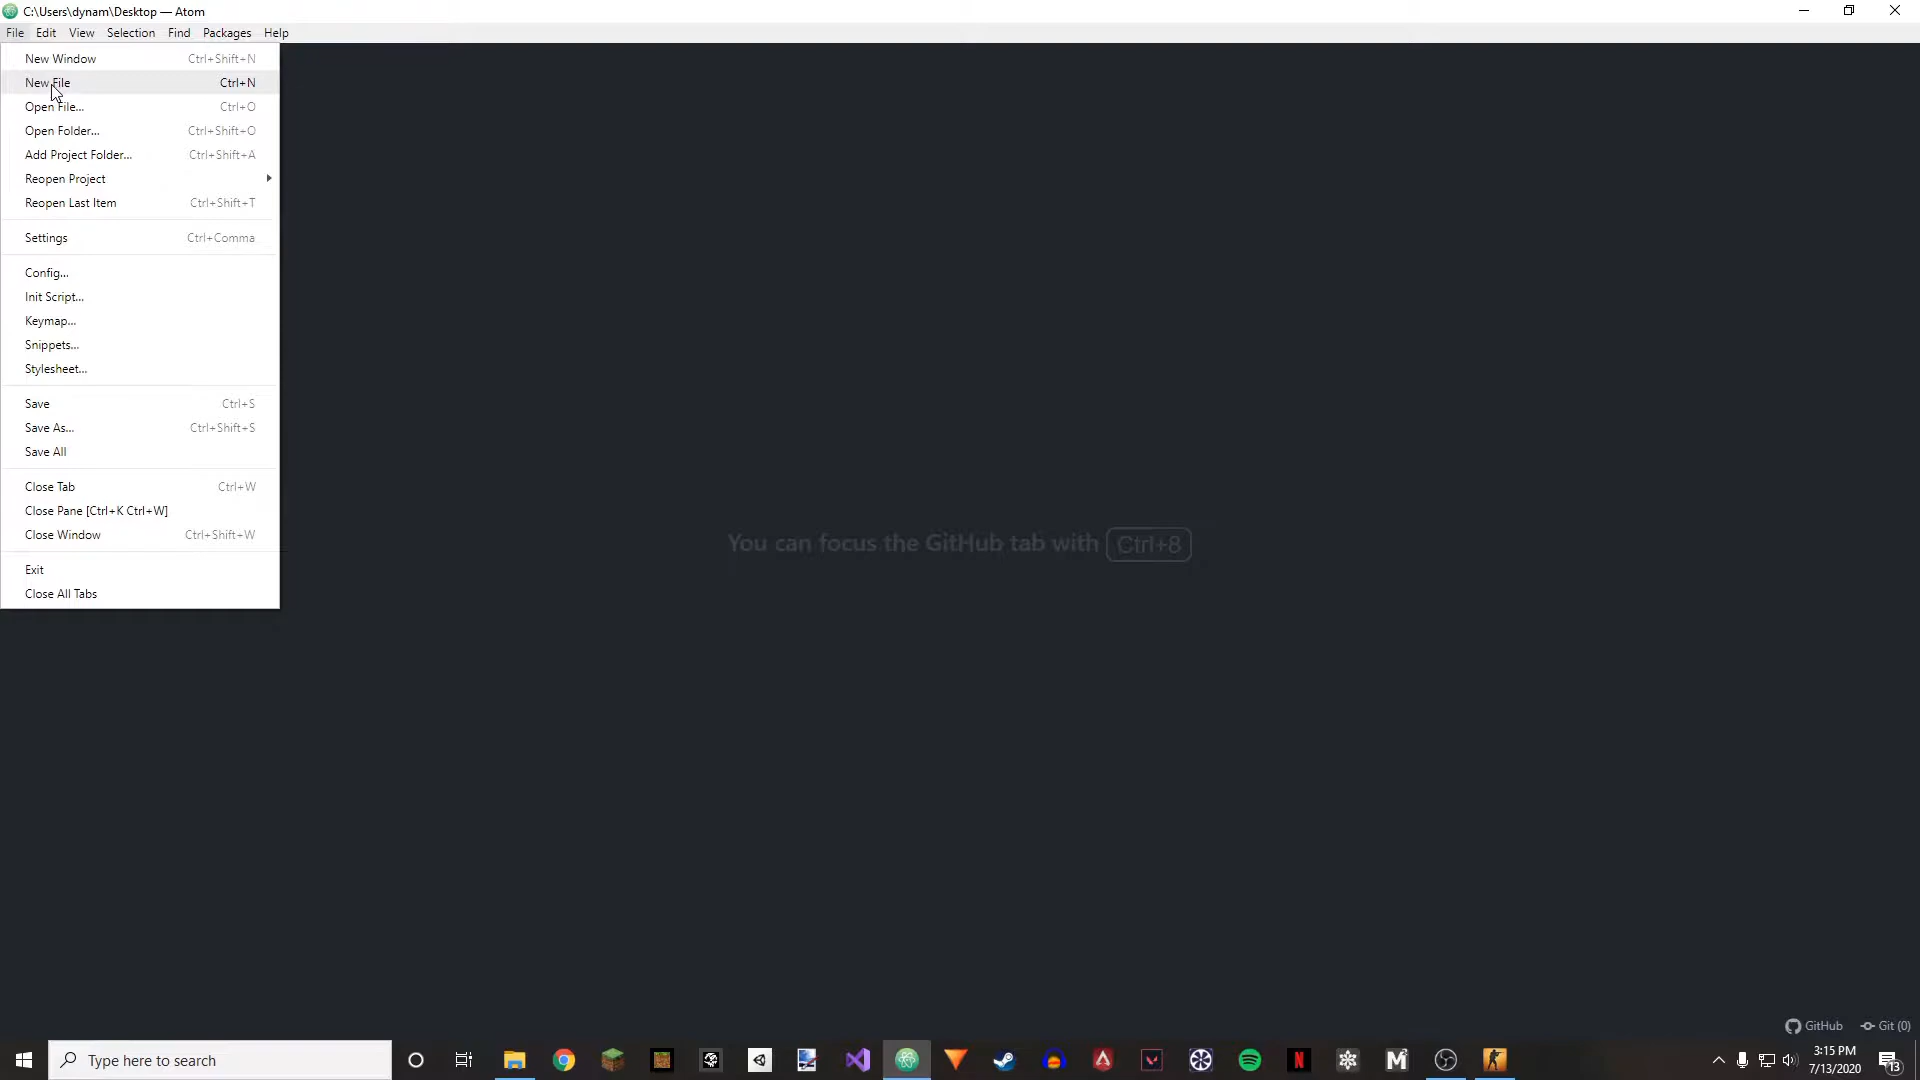 C:\Users\dynam\Desktop — Atom
File Edit View Selection Find Packages Help
New Window Ctrl+Shift+N
New File Ctrl+N
Open File... Ctrl+O
Open Folder... Ctrl+Shift+O
Add Project Folder... Ctrl+Shift+A
Reopen Project
Reopen Last Item Ctrl+Shift+T
Settings Ctrl+Comma
Config...
Init Script...
Keymap...
Snippets...
Stylesheet...
Save Ctrl+S
Save As... Ctrl+Shift+S
Save All
Close Tab Ctrl+W
Close Pane [Ctrl+K Ctrl+W]
Close Window Ctrl+Shift+W
Exit
Close All Tabs
You can focus the GitHub tab with Ctrl+8
GitHub Git (0)
Type here to search
3:15 PM
7/13/2020
13